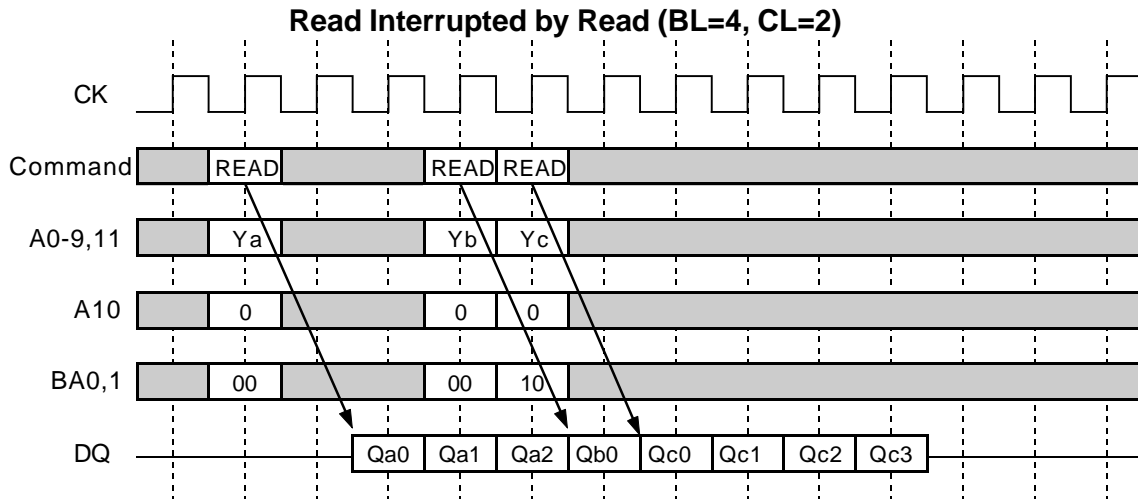 Read Interrupted by Read (BL=4, CL=2)
CK
Command READ READ READ
A0-9,11 Ya Yb Yc
A10 0 0 0
BA0,1 00 00 10
DQ Qa0 Qa1 Qa2 Qb0 Qc0 Qc1 Qc2 Qc3